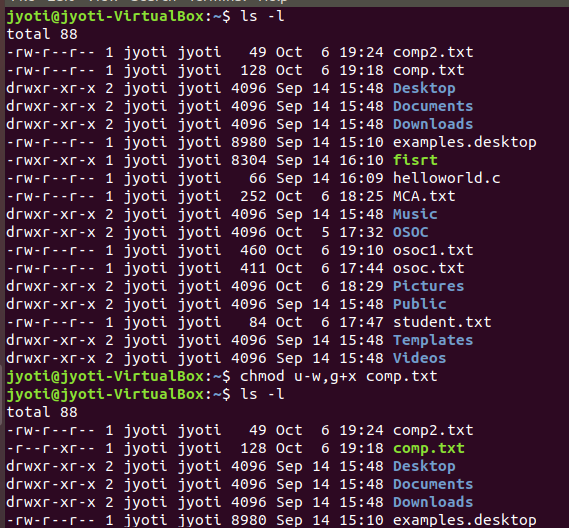 jyoti@jyoti-VirtualBox:~$ ls -l
total 88
-rw-r--r-- 1 jyoti jyoti   49 Oct  6 19:24 comp2.txt
-rw-r--r-- 1 jyoti jyoti  128 Oct  6 19:18 comp.txt
drwxr-xr-x 2 jyoti jyoti 4096 Sep 14 15:48 Desktop
drwxr-xr-x 2 jyoti jyoti 4096 Sep 14 15:48 Documents
drwxr-xr-x 2 jyoti jyoti 4096 Sep 14 15:48 Downloads
-rw-r--r-- 1 jyoti jyoti 8980 Sep 14 15:10 examples.desktop
-rwxr-xr-x 1 jyoti jyoti 8304 Sep 14 16:10 fisrt
-rw-r--r-- 1 jyoti jyoti   66 Sep 14 16:09 helloworld.c
-rw-r--r-- 1 jyoti jyoti  252 Oct  6 18:25 MCA.txt
drwxr-xr-x 2 jyoti jyoti 4096 Sep 14 15:48 Music
drwxr-xr-x 2 jyoti jyoti 4096 Oct  5 17:32 OSOC
-rw-r--r-- 1 jyoti jyoti  460 Oct  6 19:10 osoc1.txt
-rw-r--r-- 1 jyoti jyoti  411 Oct  6 17:44 osoc.txt
drwxr-xr-x 2 jyoti jyoti 4096 Oct  6 18:29 Pictures
drwxr-xr-x 2 jyoti jyoti 4096 Sep 14 15:48 Public
-rw-r--r-- 1 jyoti jyoti   84 Oct  6 17:47 student.txt
drwxr-xr-x 2 jyoti jyoti 4096 Sep 14 15:48 Templates
drwxr-xr-x 2 jyoti jyoti 4096 Sep 14 15:48 Videos
jyoti@jyoti-VirtualBox:~$ chmod u-w,g+x comp.txt
jyoti@jyoti-VirtualBox:~$ ls -l
total 88
-rw-r--r-- 1 jyoti jyoti   49 Oct  6 19:24 comp2.txt
-r--r-xr-- 1 jyoti jyoti  128 Oct  6 19:18 comp.txt
drwxr-xr-x 2 jyoti jyoti 4096 Sep 14 15:48 Desktop
drwxr-xr-x 2 jyoti jyoti 4096 Sep 14 15:48 Documents
drwxr-xr-x 2 jyoti jyoti 4096 Sep 14 15:48 Downloads
-rw-r--r-- 1 jyoti jyoti 8980 Sep 14 15:10 examples.desktop